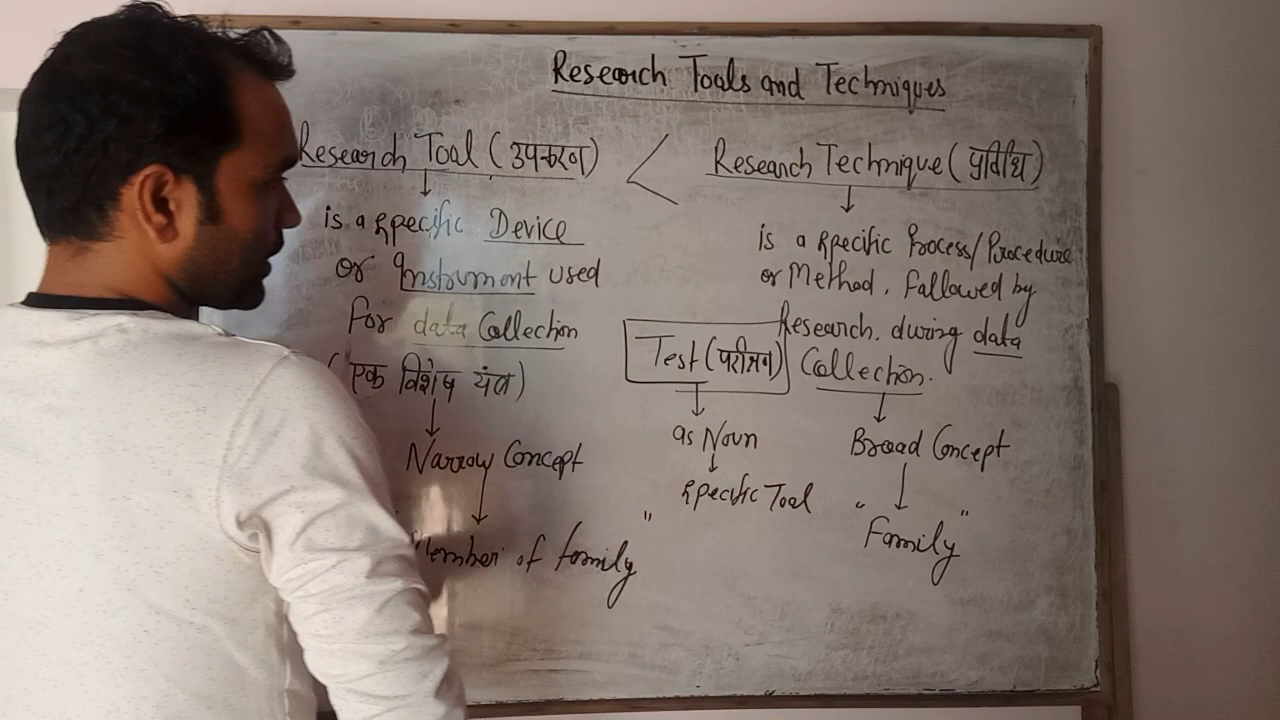 Research Tools and Techniques
Research Tool (उपकरण) < Research Technique (प्रविधि)
is a specific Device
or Instrument used
for data Collection
(एक विशेष यंत्र)
Narrow Concept
"Member of family"
is a specific Process/Procedure
or Method, followed by
Research. during data
Collection.
Broad Concept
"Family"
Test (परीक्षण)
as Noun
specific Tool